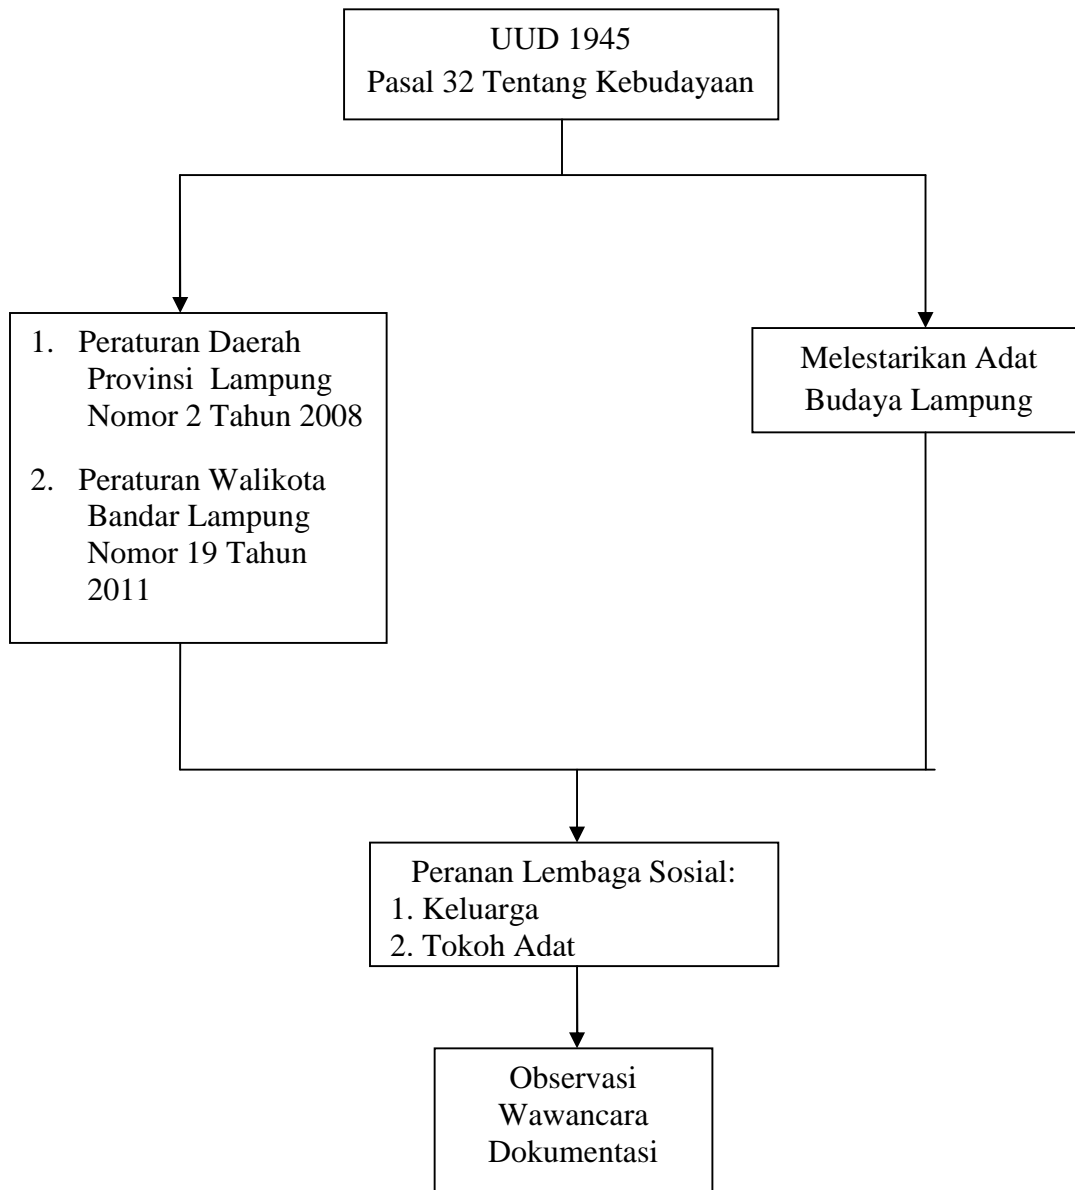 UUD 1945
Pasal 32 Tentang Kebudayaan
1. Peraturan Daerah
Provinsi Lampung
Nomor 2 Tahun 2008
2. Peraturan Walikota
Bandar Lampung
Nomor 19 Tahun
2011
Melestarikan Adat
Budaya Lampung
Peranan Lembaga Sosial:
1. Keluarga
2. Tokoh Adat
Observasi
Wawancara
Dokumentasi